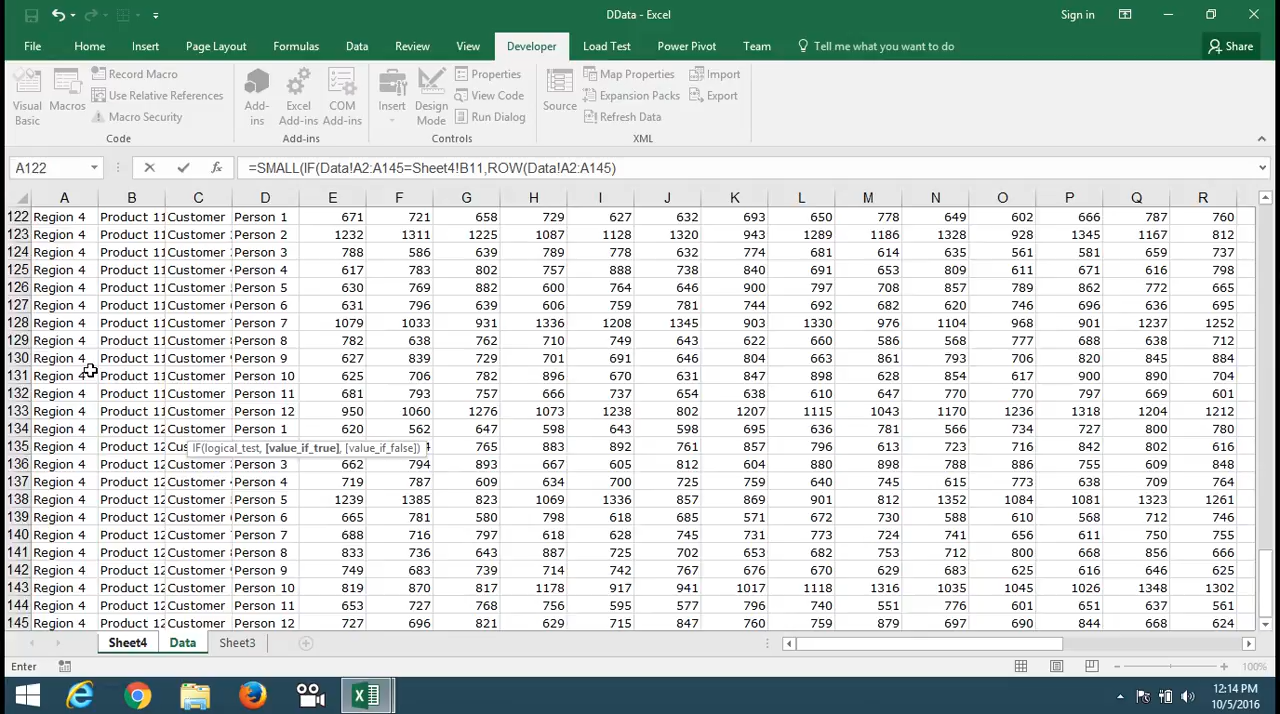 DData - Excel
Sign in
File Home Insert Page Layout Formulas Data Review View Developer Load Test Power Pivot Team Tell me what you want to do Share
Visual Basic
Macros
Record Macro
Use Relative References
Macro Security
Code
Add-ins
Excel Add-ins
COM Add-ins
Add-ins
Insert
Design Mode
Properties
View Code
Run Dialog
Controls
Source
Map Properties
Expansion Packs
Refresh Data
Import
Export
XML
A122 fx =SMALL(IF(Data!A2:A145=Sheet4!B11,ROW(Data!A2:A145)
A B C D E F G H I J K L M N O P Q R
122 Region 4 Product 11 Customer Person 1 671 721 658 729 627 632 693 650 778 649 602 666 787 760
123 Region 4 Product 11 Customer Person 2 1232 1311 1225 1087 1128 1320 943 1289 1186 1328 928 1345 1167 812
124 Region 4 Product 11 Customer Person 3 788 586 639 789 778 632 774 681 614 635 561 581 659 737
125 Region 4 Product 11 Customer Person 4 617 783 802 757 888 738 840 691 653 809 611 671 616 798
126 Region 4 Product 11 Customer Person 5 630 769 882 600 764 646 900 797 708 857 789 862 772 665
127 Region 4 Product 11 Customer Person 6 631 796 639 606 759 781 744 692 682 620 746 696 636 695
128 Region 4 Product 11 Customer Person 7 1079 1033 931 1336 1208 1345 903 1330 976 1104 968 901 1237 1252
129 Region 4 Product 11 Customer Person 8 782 638 762 710 749 643 622 660 586 568 777 688 638 712
130 Region 4 Product 11 Customer Person 9 627 839 729 701 691 646 804 663 861 793 706 820 845 884
131 Region 4 Product 11 Customer Person 10 625 706 782 896 670 631 847 898 628 854 617 900 890 704
132 Region 4 Product 11 Customer Person 11 681 793 757 666 737 654 638 610 647 770 770 797 669 601
133 Region 4 Product 11 Customer Person 12 950 1060 1276 1073 1238 802 1207 1115 1043 1170 1236 1318 1204 1212
134 Region 4 Product 12 Customer Person 1 620 562 647 598 643 598 695 636 781 566 734 727 800 780
135 Region 4 Product 12 765 883 892 761 857 796 613 723 716 842 802 616
IF(logical_test, [value_if_true], [value_if_false])
136 Region 4 Product 12 Customer Person 3 662 794 893 667 605 812 604 880 898 788 886 755 609 848
137 Region 4 Product 12 Customer Person 4 719 787 609 634 700 725 759 640 745 615 773 638 709 764
138 Region 4 Product 12 Customer Person 5 1239 1385 823 1069 1336 857 869 901 812 1352 1084 1081 1323 1261
139 Region 4 Product 12 Customer Person 6 665 781 580 798 618 685 571 672 730 588 610 568 712 746
140 Region 4 Product 12 Customer Person 7 688 716 797 618 628 745 731 773 724 741 656 611 750 755
141 Region 4 Product 12 Customer Person 8 833 736 643 887 725 702 653 682 753 712 800 668 856 666
142 Region 4 Product 12 Customer Person 9 749 683 739 714 742 767 676 670 629 683 625 616 646 625
143 Region 4 Product 12 Customer Person 10 819 870 817 1178 917 941 1017 1118 1316 1035 1045 1026 1348 1302
144 Region 4 Product 12 Customer Person 11 653 727 768 756 595 577 796 740 551 776 601 651 637 561
145 Region 4 Product 12 Customer Person 12 727 696 821 629 715 847 760 759 879 697 690 844 668 624
Sheet4 Data Sheet3
Enter 100%
12:14 PM
10/5/2016